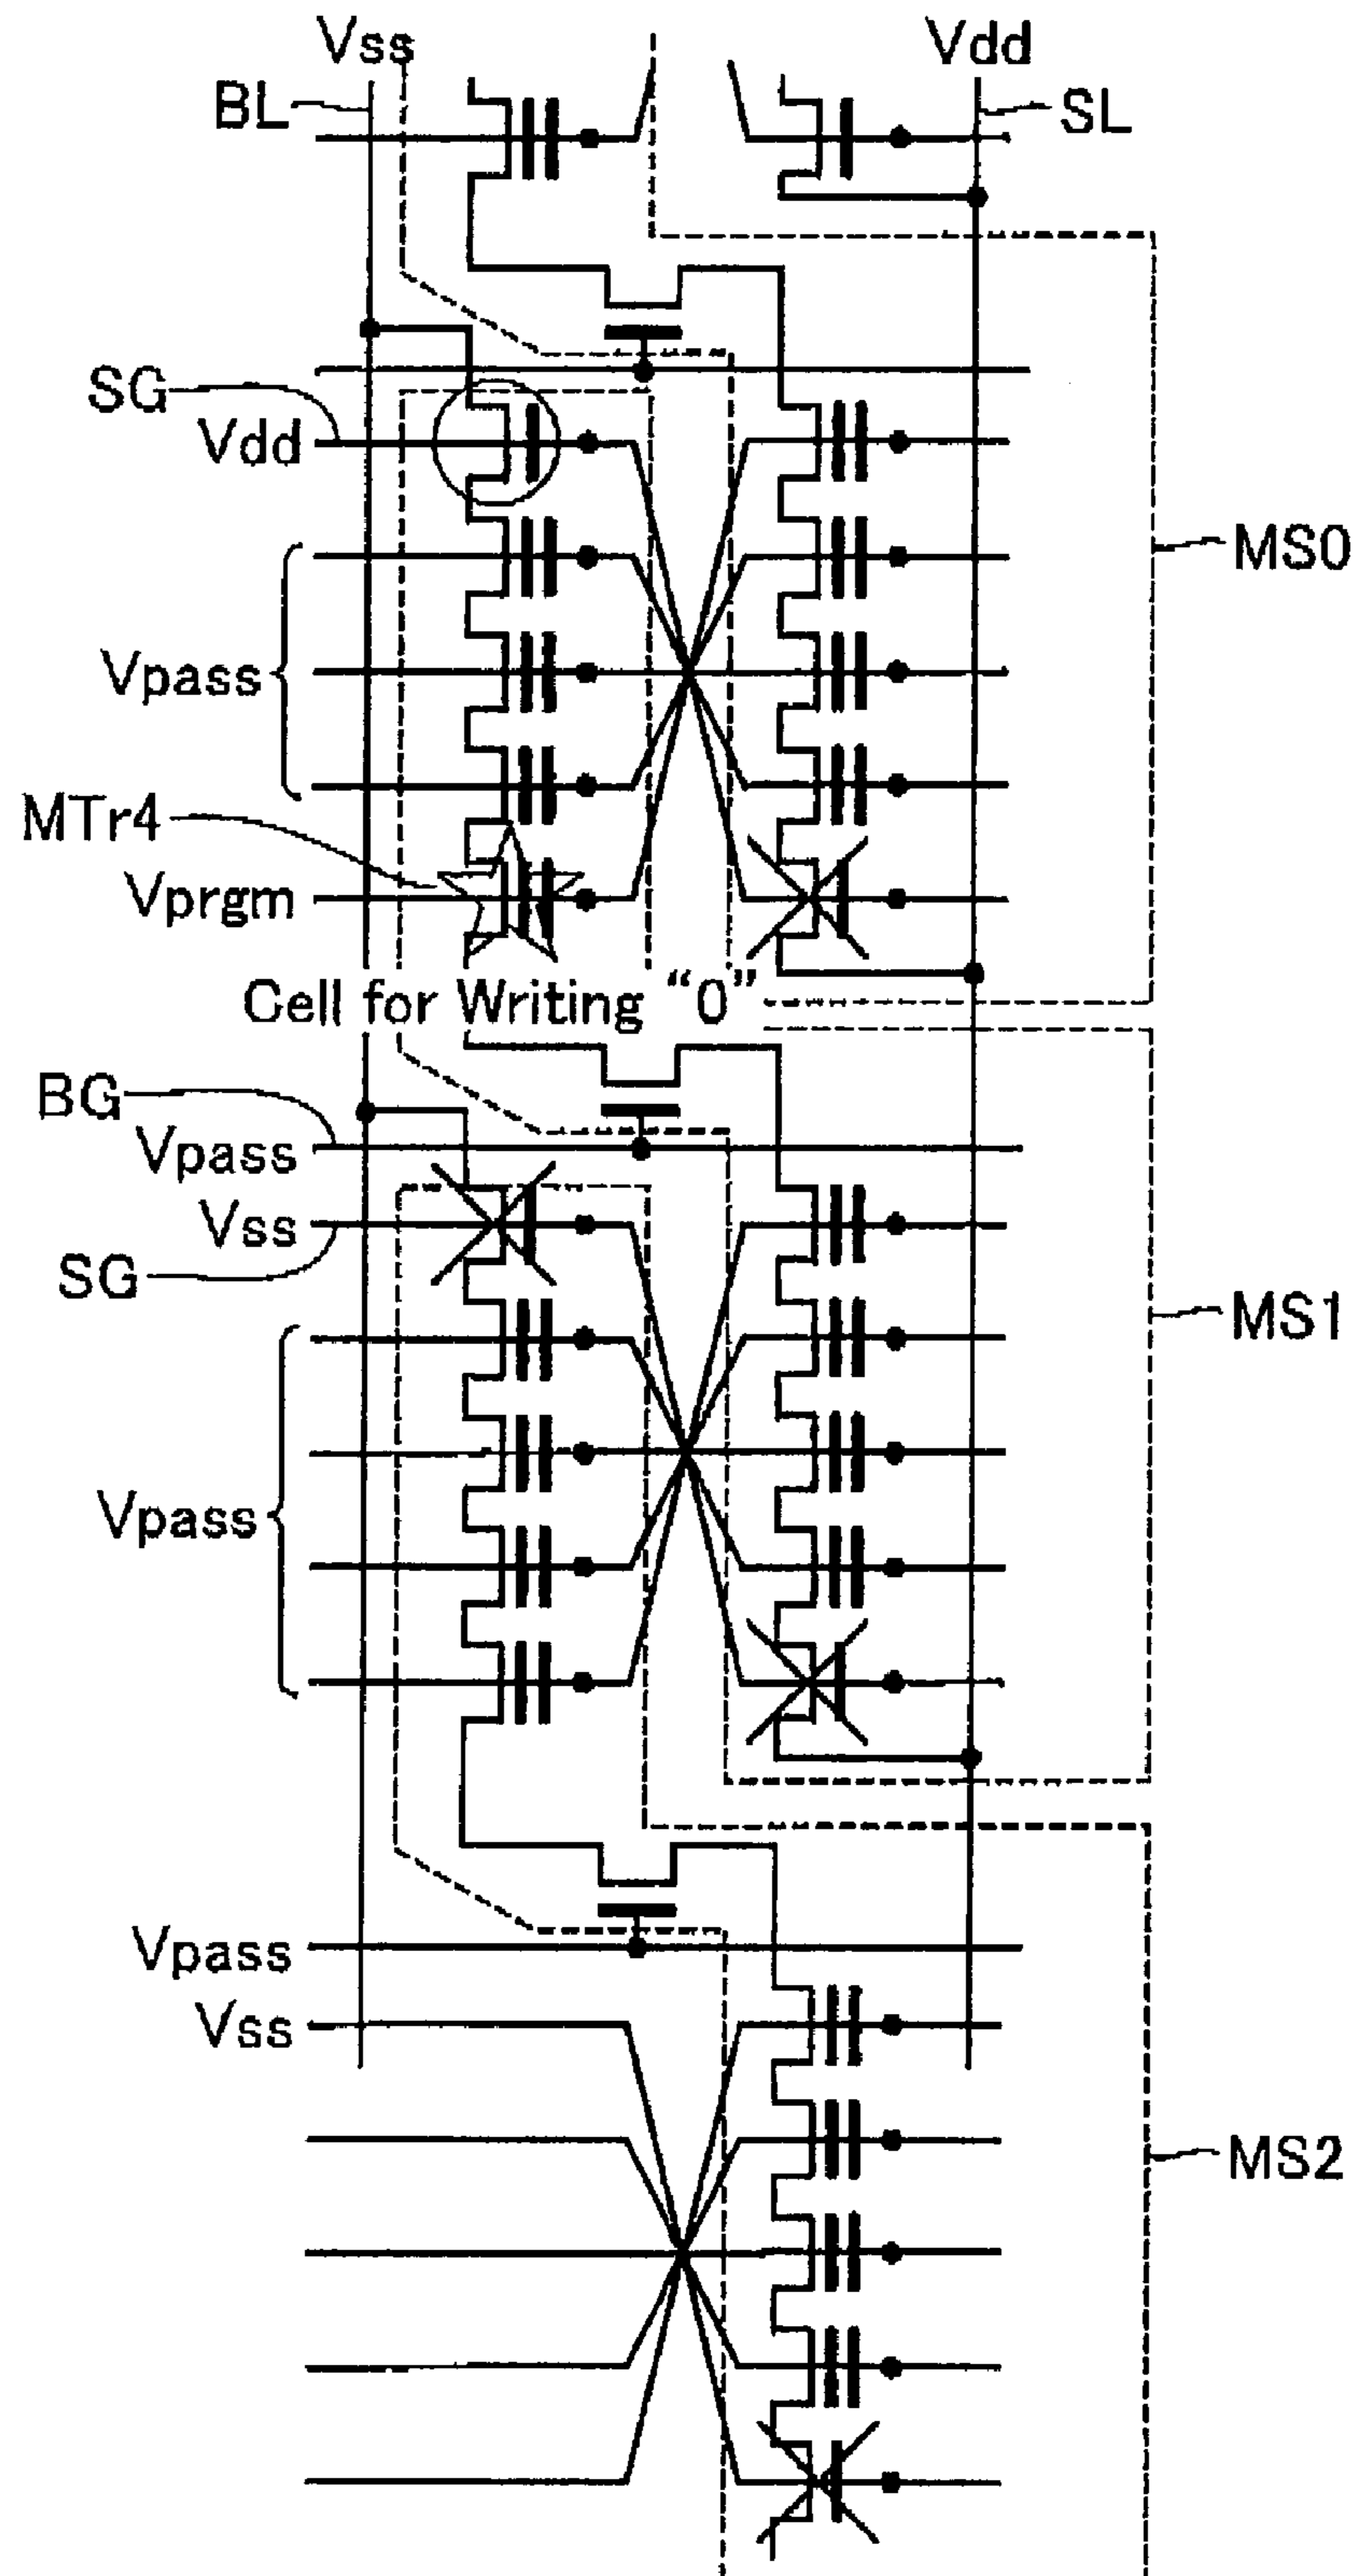 Vss Vdd
BL SL
SG
Vdd
MS0
Vpass
MTr4
Vprgm
Cell for Writing “0”
BG
Vpass
Vss
SG
MS1
Vpass
Vpass
Vss
MS2